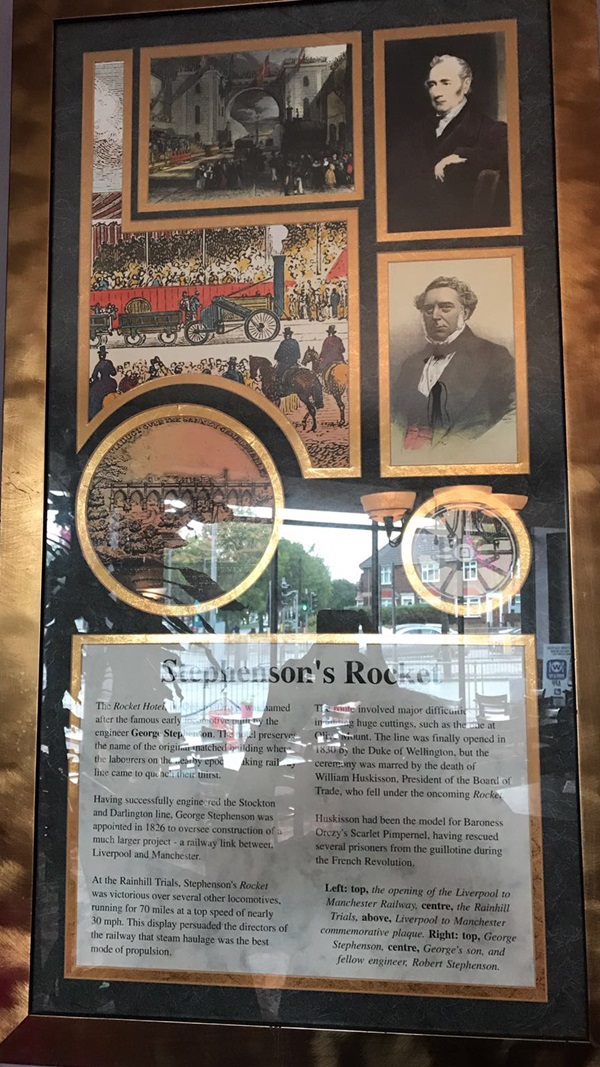 VIADUCT OVER THE SANKEY
Stephenson's Rocket
The Rocket Hotel named
after the famous early locomotive built by the
engineer George Stephenson. The hotel preserves
the name of the original thatched building where
the labourers on the nearby epoch-making railway
line came to quench their thirst.
Having successfully engineered the Stockton
and Darlington line, George Stephenson was
appointed in 1826 to oversee construction of a
much larger project - a railway link between
Liverpool and Manchester.
At the Rainhill Trials, Stephenson's Rocket
was victorious over several other locomotives,
running for 70 miles at a top speed of nearly
30 mph. This display persuaded the directors of
the railway that steam haulage was the best
mode of propulsion.
The route involved major difficulties
including huge cuttings, such as the one at
Olive Mount. The line was finally opened in
1830 by the Duke of Wellington, but the
ceremony was marred by the death of
William Huskisson, President of the Board of
Trade, who fell under the oncoming Rocket.
Huskisson had been the model for Baroness
Orczy's Scarlet Pimpernel, having rescued
several prisoners from the guillotine during
the French Revolution.
Left: top, the opening of the Liverpool to
Manchester Railway, centre, the Rainhill
Trials, above, Liverpool to Manchester
commemorative plaque. Right: top, George
Stephenson, centre, George's son, and
fellow engineer, Robert Stephenson.